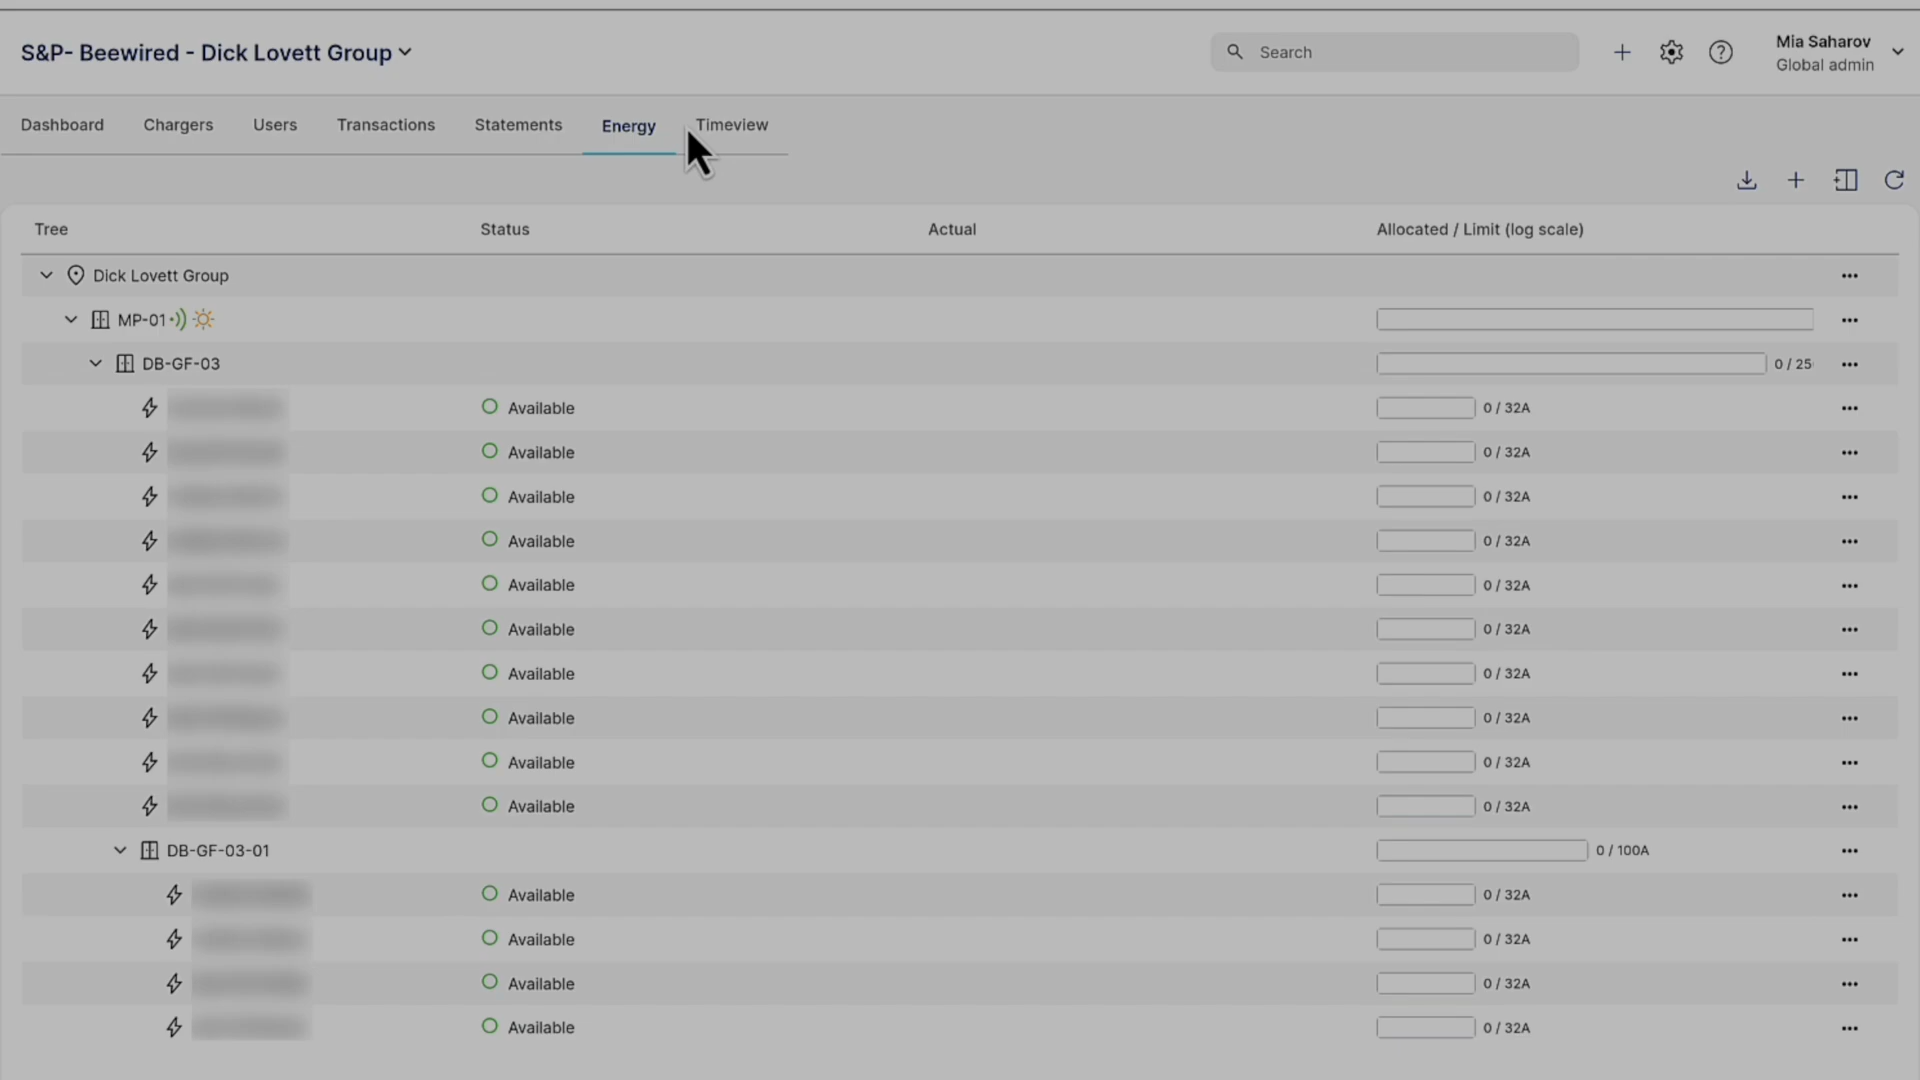 S&P- Beewired - Dick Lovett Group
Search
Mia Saharov
Global admin
Dashboard Chargers Users Transactions Statements Energy Timeview
Tree Status Actual Allocated / Limit (log scale)
Dick Lovett Group
MP-01
DB-GF-03 0 / 25
Available 0 / 32A
Available 0 / 32A
Available 0 / 32A
Available 0 / 32A
Available 0 / 32A
Available 0 / 32A
Available 0 / 32A
Available 0 / 32A
Available 0 / 32A
Available 0 / 32A
DB-GF-03-01 0 / 100A
Available 0 / 32A
Available 0 / 32A
Available 0 / 32A
Available 0 / 32A